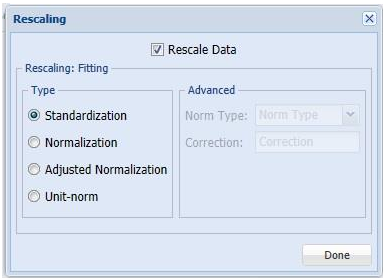 Rescaling
Rescale Data
Rescaling: Fitting
Type
Standardization
Normalization
Adjusted Normalization
Unit-norm
Advanced
Norm Type: Norm Type
Correction: Correction
Done